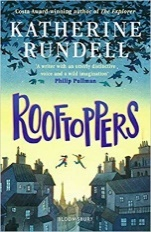 Costa Award-winning author of The Explorer
KATHERINE
RUNDELL
'A writer with an utterly distinctive
voice and a wild imagination'
Philip Pullman
ROOFTOPPERS
BLOOMSBURY